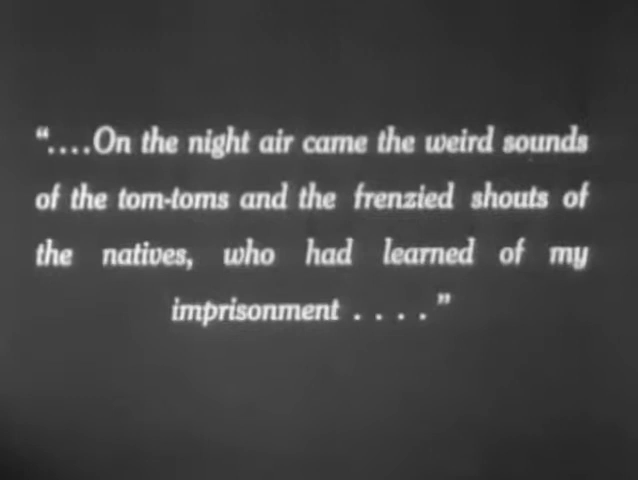 “....On the night air came the weird sounds
of the tom-toms and the frenzied shouts of
the natives, who had learned of my
imprisonment . . . .”